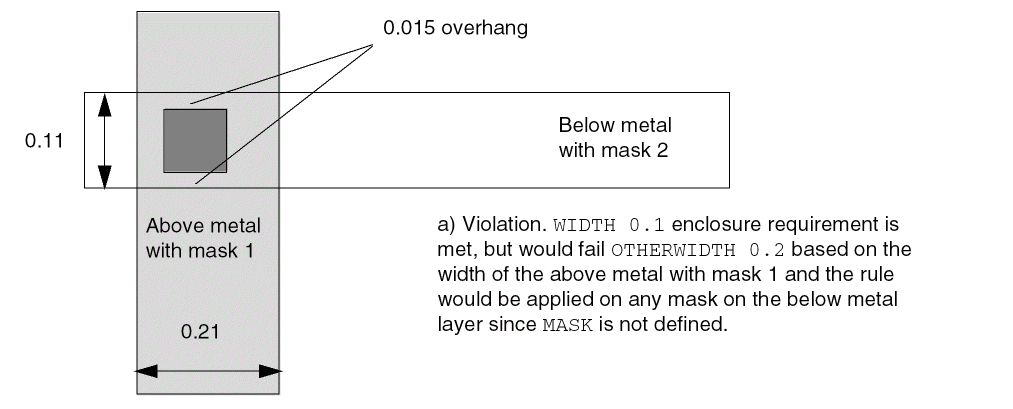 0.015 overhang
0.11
Below metal
with mask 2
Above metal
with mask 1
a) Violation. WIDTH 0.1 enclosure requirement is
met, but would fail OTHERWIDTH 0.2 based on the
width of the above metal with mask 1 and the rule
would be applied on any mask on the below metal
layer since MASK is not defined.
0.21